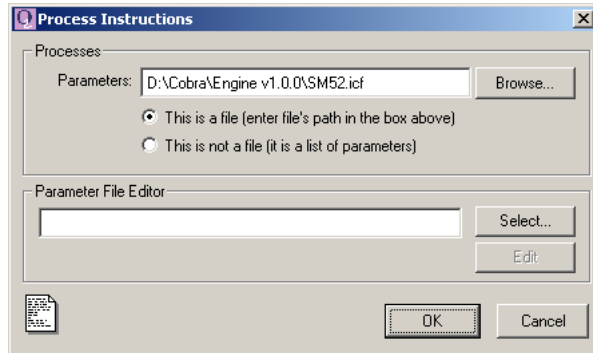 Process Instructions
Processes
Parameters: D:\Cobra\Engine v1.0.0\SM52.icf Browse...
This is a file (enter file's path in the box above)
This is not a file (it is a list of parameters)
Parameter File Editor
Select...
Edit
OK Cancel